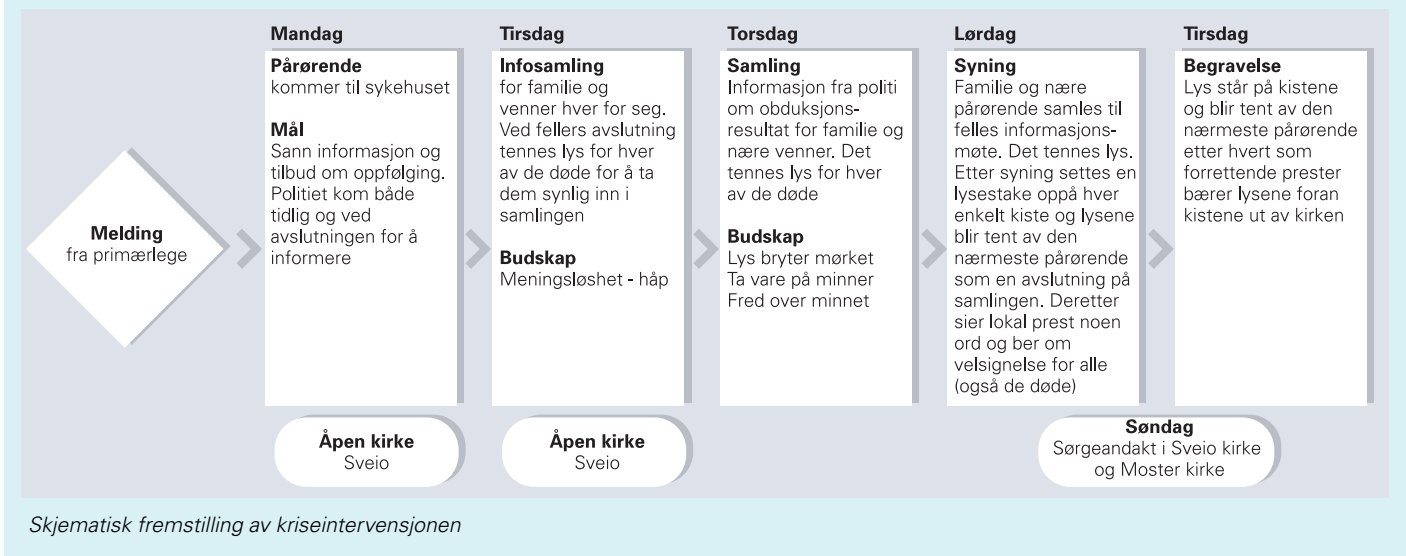 Melding
fra primærlege
Mandag
Pårørende
kommer til sykehuset
Mål
Sann informasjon og
tilbud om oppfølging.
Politiet kom både
tidlig og ved
avslutningen for å
informere
Åpen kirke
Sveio
Tirsdag
Infosamling
for familie og
venner hver for seg.
Ved fellers avslutning
tennes lys for hver
av de døde for å ta
dem synlig inn i
samlingen
Budskap
Meningsløshet - håp
Åpen kirke
Sveio
Torsdag
Samling
Informasjon fra politi
om obduksjons-
resultat for familie og
nære venner. Det
tennes lys for hver
av de døde
Budskap
Lys bryter mørket
Ta vare på minner
Fred over minnet
Lørdag
Syning
Familie og nære
pårørende samles til
felles informasjons-
møte. Det tennes lys.
Etter syning settes en
lysestake oppå hver
enkelt kiste og lysene
blir tent av den
nærmeste pårørende
som en avslutning på
samlingen. Deretter
sier lokal prest noen
ord og ber om
velsignelse for alle
(også de døde)
Søndag
Sørgeandakt i Sveio kirke
og Moster kirke
Tirsdag
Begravelse
Lys står på kistene
og blir tent av den
nærmeste pårørende
etter hvert som
forrettende prester
bærer lysene foran
kistene ut av kirken
Skjematisk fremstilling av kriseintervensjonen